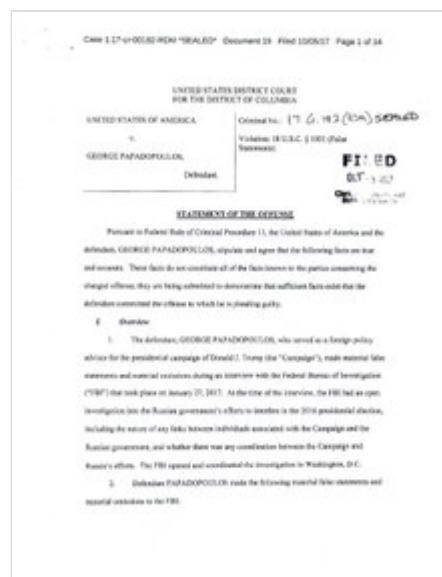 Case 1:17-cr-00182-RDM *SEALED* Document 19 Filed 10/05/17 Page 1 of 14
UNITED STATES DISTRICT COURT
FOR THE DISTRICT OF COLUMBIA
UNITED STATES OF AMERICA
v.
GEORGE PAPADOPOULOS,
Defendant.
Criminal No.:
SEALED
Violation: 18 U.S.C. § 1001 (False
Statements)
FILED
OCT
STATEMENT OF THE OFFENSE
Pursuant to Federal Rule of Criminal Procedure 11, the United States of America and the
defendant, GEORGE PAPADOPOULOS, stipulate and agree that the following facts are true
and accurate. These facts do not constitute all of the facts known to the parties concerning the
charged offense; they are being submitted to demonstrate that sufficient facts exist that the
defendant committed the offense to which he is pleading guilty.
I. Overview
1. The defendant, GEORGE PAPADOPOULOS, who served as a foreign policy
advisor for the presidential campaign of Donald J. Trump (the "Campaign"), made material false
statements and material omissions during an interview with the Federal Bureau of Investigation
("FBI") that took place on January 27, 2017. At the time of the interview, the FBI had an open
investigation into the Russian government's efforts to interfere in the 2016 presidential election,
including the nature of any links between individuals associated with the Campaign and the
Russian government, and whether there was any coordination between the Campaign and
Russia's efforts. The FBI opened and coordinated the investigation in Washington, D.C.
2. Defendant PAPADOPOULOS made the following material false statements and
material omissions to the FBI: